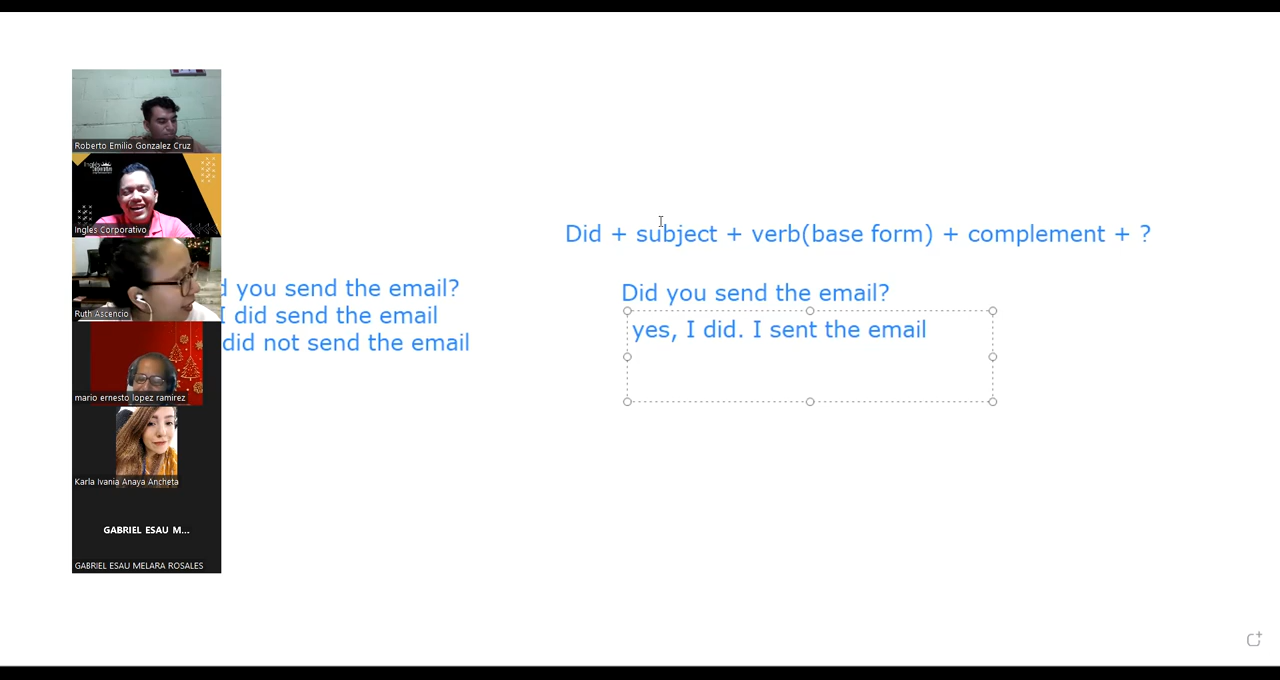 Roberto Emilio Gonzalez Cruz
Ingles Corporativo
Ruth Ascencio
mario ernesto lopez ramirez
Karla Ivania Anaya Ancheta
GABRIEL ESAU M...
GABRIEL ESAU MELARA ROSALES
you send the email?
I did send the email
did not send the email
Did + subject + verb(base form) + complement + ?
Did you send the email?
yes, I did. I sent the email